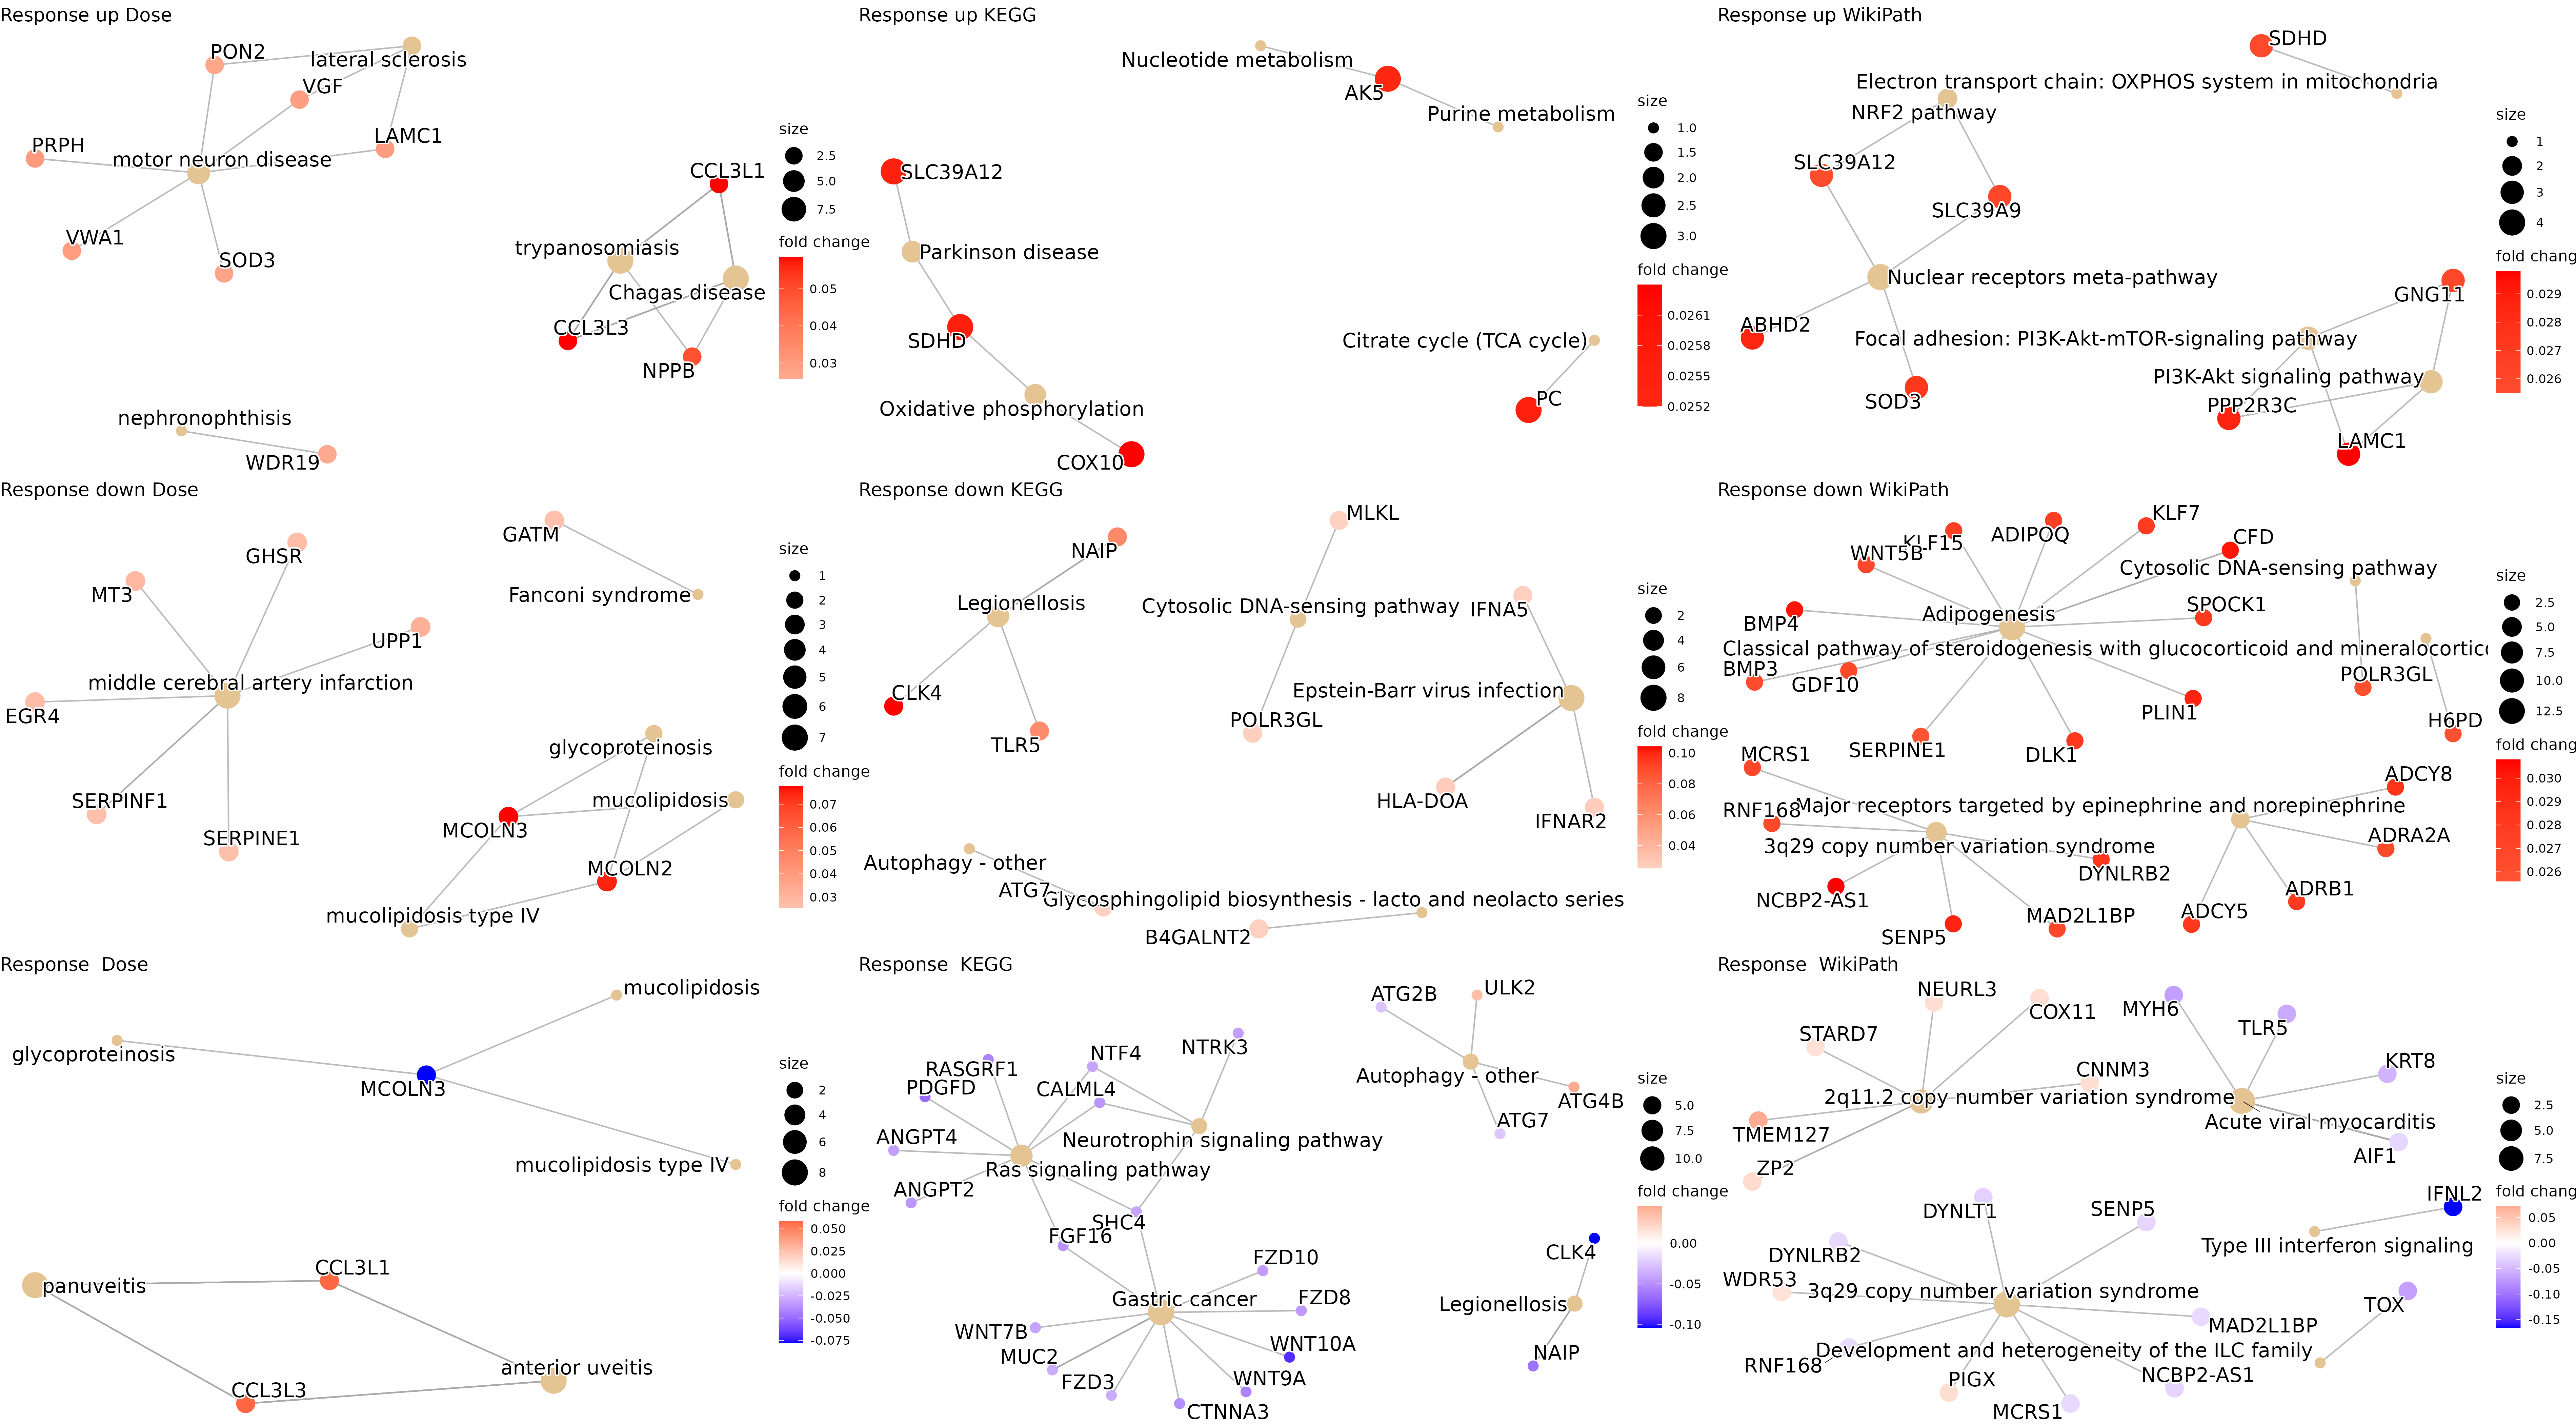 Response up Dose
PON2
lateral sclerosis
VGF
PRPH
LAMC1
motor neuron disease
VWA1
SOD3
CCL3L1
trypanosomiasis
Chagas disease
CCL3L3
NPPB
nephronophthisis
WDR19
size
2.5
5.0
7.5
fold change
0.05
0.04
0.03
Response up KEGG
Nucleotide metabolism
AK5
Purine metabolism
SLC39A12
Parkinson disease
SDHD
Citrate cycle (TCA cycle)
PC
Oxidative phosphorylation
COX10
size
1.0
1.5
2.0
2.5
3.0
fold change
0.0261
0.0258
0.0255
0.0252
Response up WikiPath
SDHD
Electron transport chain: OXPHOS system in mitochondria
NRF2 pathway
SLC39A12
SLC39A9
Nuclear receptors meta-pathway
GNG11
ABHD2
Focal adhesion: PI3K-Akt-mTOR-signaling pathway
PI3K-Akt signaling pathway
SOD3
PPP2R3C
LAMC1
size
1
2
3
4
fold chang
0.029
0.028
0.027
0.026
Response down Dose
GATM
GHSR
MT3
Fanconi syndrome
UPP1
middle cerebral artery infarction
EGR4
glycoproteinosis
SERPINF1
mucolipidosis
MCOLN3
SERPINE1
MCOLN2
mucolipidosis type IV
size
1
2
3
4
5
6
7
fold change
0.07
0.06
0.05
0.04
0.03
Response down KEGG
MLKL
NAIP
Legionellosis
Cytosolic DNA-sensing pathway
IFNA5
CLK4
Epstein-Barr virus infection
POLR3GL
TLR5
HLA-DOA
IFNAR2
Autophagy - other
ATG7
Glycosphingolipid biosynthesis - lacto and neolacto series
B4GALNT2
size
2
4
6
8
fold change
0.10
0.08
0.06
0.04
Response down WikiPath
KLF7
ADIPOQ
KLF15
CFD
WNT5B
Cytosolic DNA-sensing pathway
SPOCK1
BMP4
Adipogenesis
Classical pathway of steroidogenesis with glucocorticoid and mineralocortic
BMP3
GDF10
POLR3GL
PLIN1
H6PD
SERPINE1
DLK1
MCRS1
ADCY8
RNF168
Major receptors targeted by epinephrine and norepinephrine
ADRA2A
3q29 copy number variation syndrome
DYNLRB2
NCBP2-AS1
ADRB1
MAD2L1BP
ADCY5
SENP5
size
2.5
5.0
7.5
10.0
12.5
fold chang
0.030
0.029
0.028
0.027
0.026
Response  Dose
mucolipidosis
glycoproteinosis
MCOLN3
mucolipidosis type IV
CCL3L1
panuveitis
anterior uveitis
CCL3L3
size
2
4
6
8
fold change
0.050
0.025
0.000
-0.025
-0.050
-0.075
Response  KEGG
ATG2B
ULK2
NTRK3
NTF4
RASGRF1
PDGFD
CALML4
Autophagy - other
ATG4B
ATG7
ANGPT4
Neurotrophin signaling pathway
Ras signaling pathway
ANGPT2
SHC4
FGF16
CLK4
FZD10
Gastric cancer
FZD8
Legionellosis
WNT7B
WNT10A
MUC2
NAIP
WNT9A
FZD3
CTNNA3
size
5.0
7.5
10.0
fold change
0.00
-0.05
-0.10
Response  WikiPath
NEURL3
COX11
MYH6
TLR5
STARD7
KRT8
CNNM3
2q11.2 copy number variation syndrome
Acute viral myocarditis
TMEM127
AIF1
ZP2
IFNL2
DYNLT1
SENP5
Type III interferon signaling
DYNLRB2
WDR53
3q29 copy number variation syndrome
TOX
MAD2L1BP
Development and heterogeneity of the ILC family
RNF168
NCBP2-AS1
PIGX
MCRS1
size
2.5
5.0
7.5
fold chang
0.05
0.00
-0.05
-0.10
-0.15